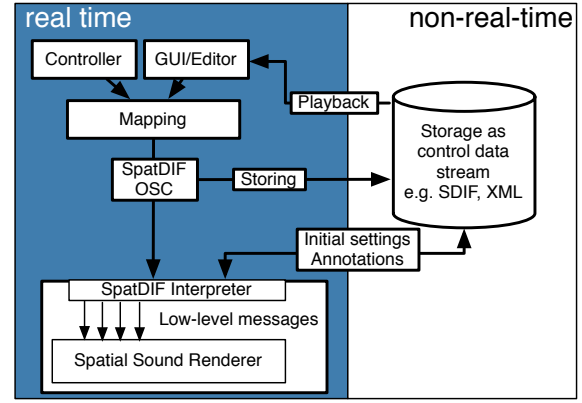 real time
non-real-time
Controller
GUI/Editor
Playback
Mapping
Storage as
control data
stream
e.g. SDIF, XML
SpatDIF
OSC
Storing
Initial settings
Annotations
SpatDIF Interpreter
Low-level messages
Spatial Sound Renderer